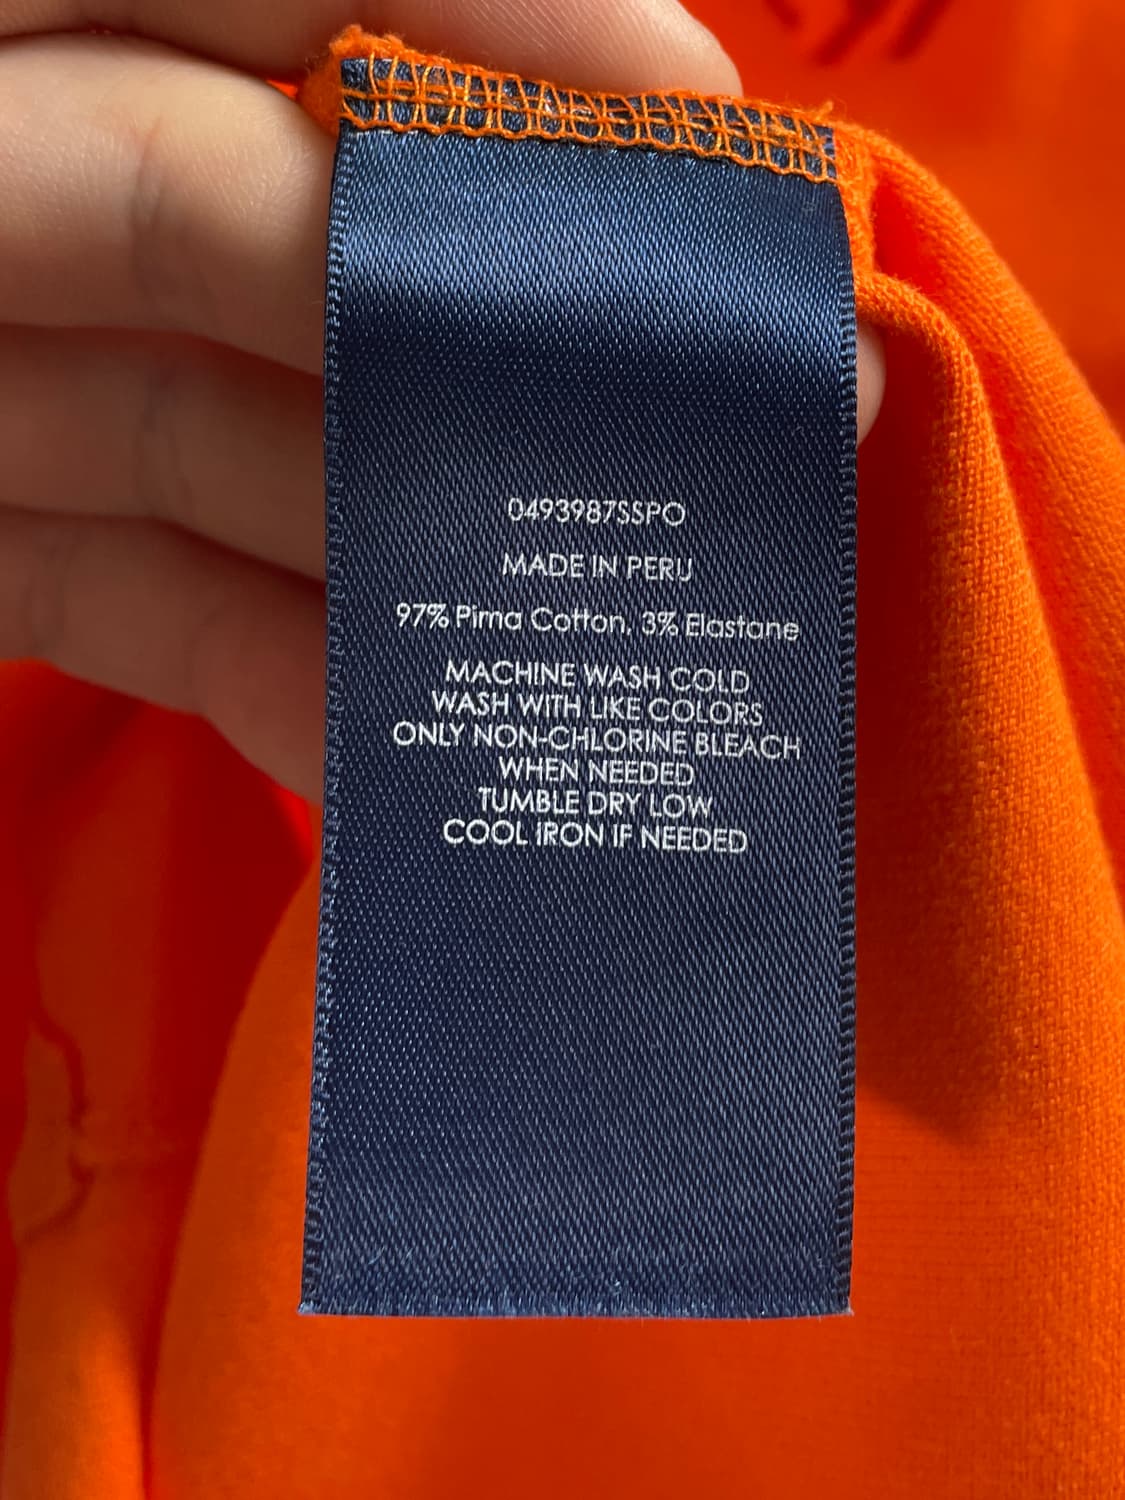 0493987SSPO
MADE IN PERU
97% Pima Cotton, 3% Elastane
MACHINE WASH COLD
WASH WITH LIKE COLORS
ONLY NON-CHLORINE BLEACH
WHEN NEEDED
TUMBLE DRY LOW
COOL IRON IF NEEDED